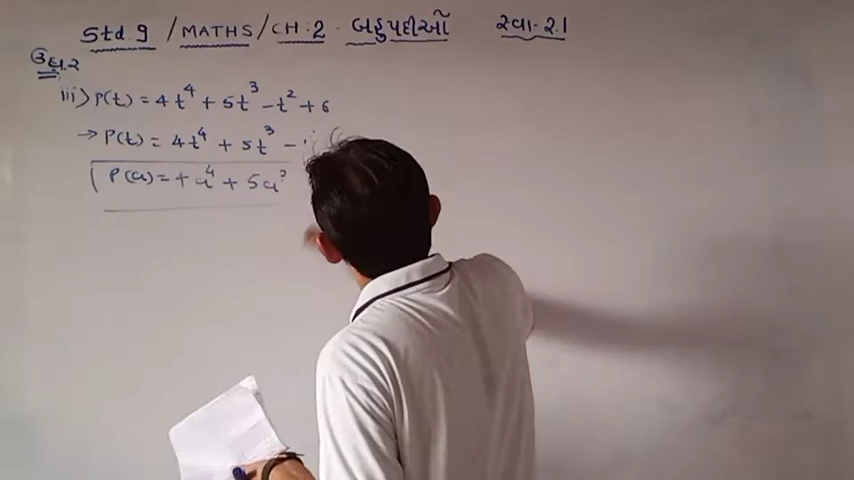 Std.9 / MATHS / CH:2 · બહુપદીઓ સ્વા-2.1
ઉદા.2
iii) P(t) = 4t⁴ + 5t³ - t² + 6
→ P(t) = 4t⁴ + 5t³ -
P(a) = + a⁴ + 5a³